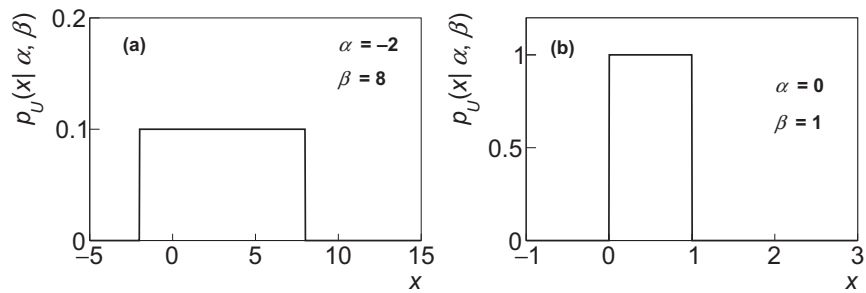 (a)
α = –2
β = 8
p_U(x| α, β)
0.2
0.1
0
–5 0 5 10 15
x
(b)
α = 0
β = 1
p_U(x| α, β)
1
0.5
0
–1 0 1 2 3
x